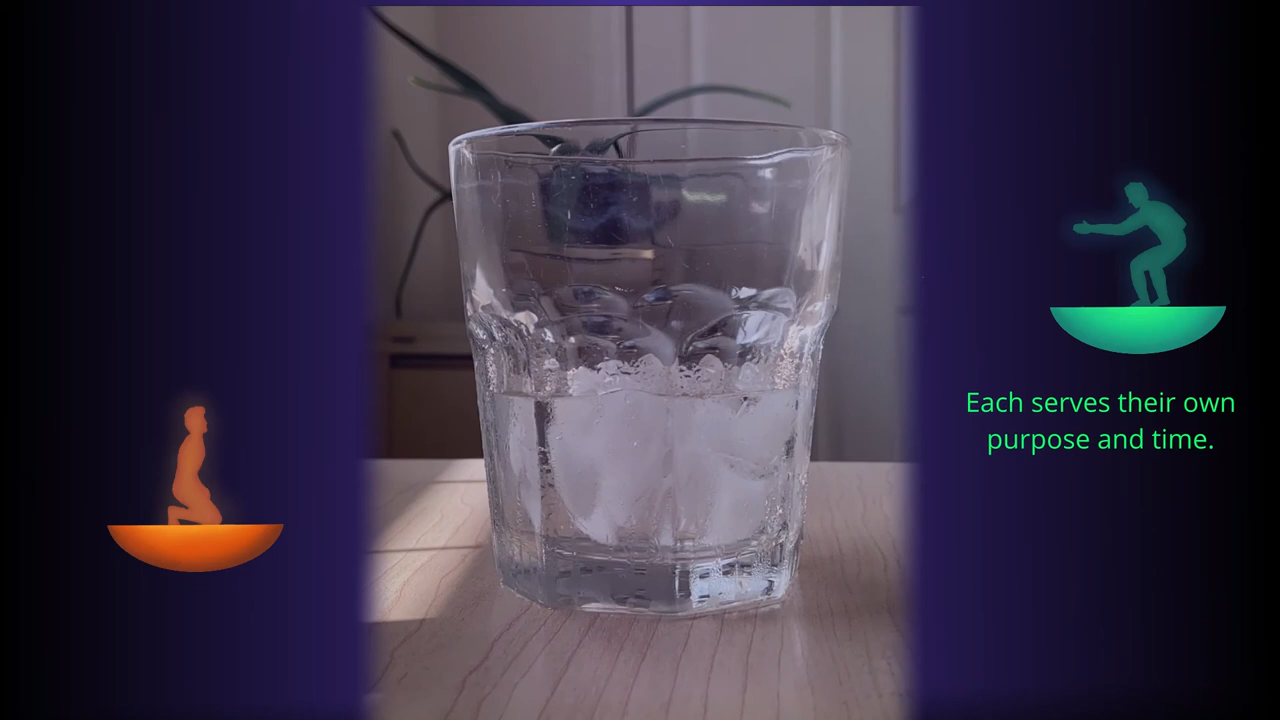 Each serves their own
purpose and time.